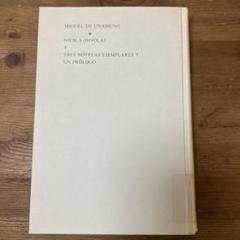 MIGUEL DE UNAMUNO
NIEBLA (NIVOLA)
Y
TRES NOVELAS EJEMPLARES Y
UN PRÓLOGO